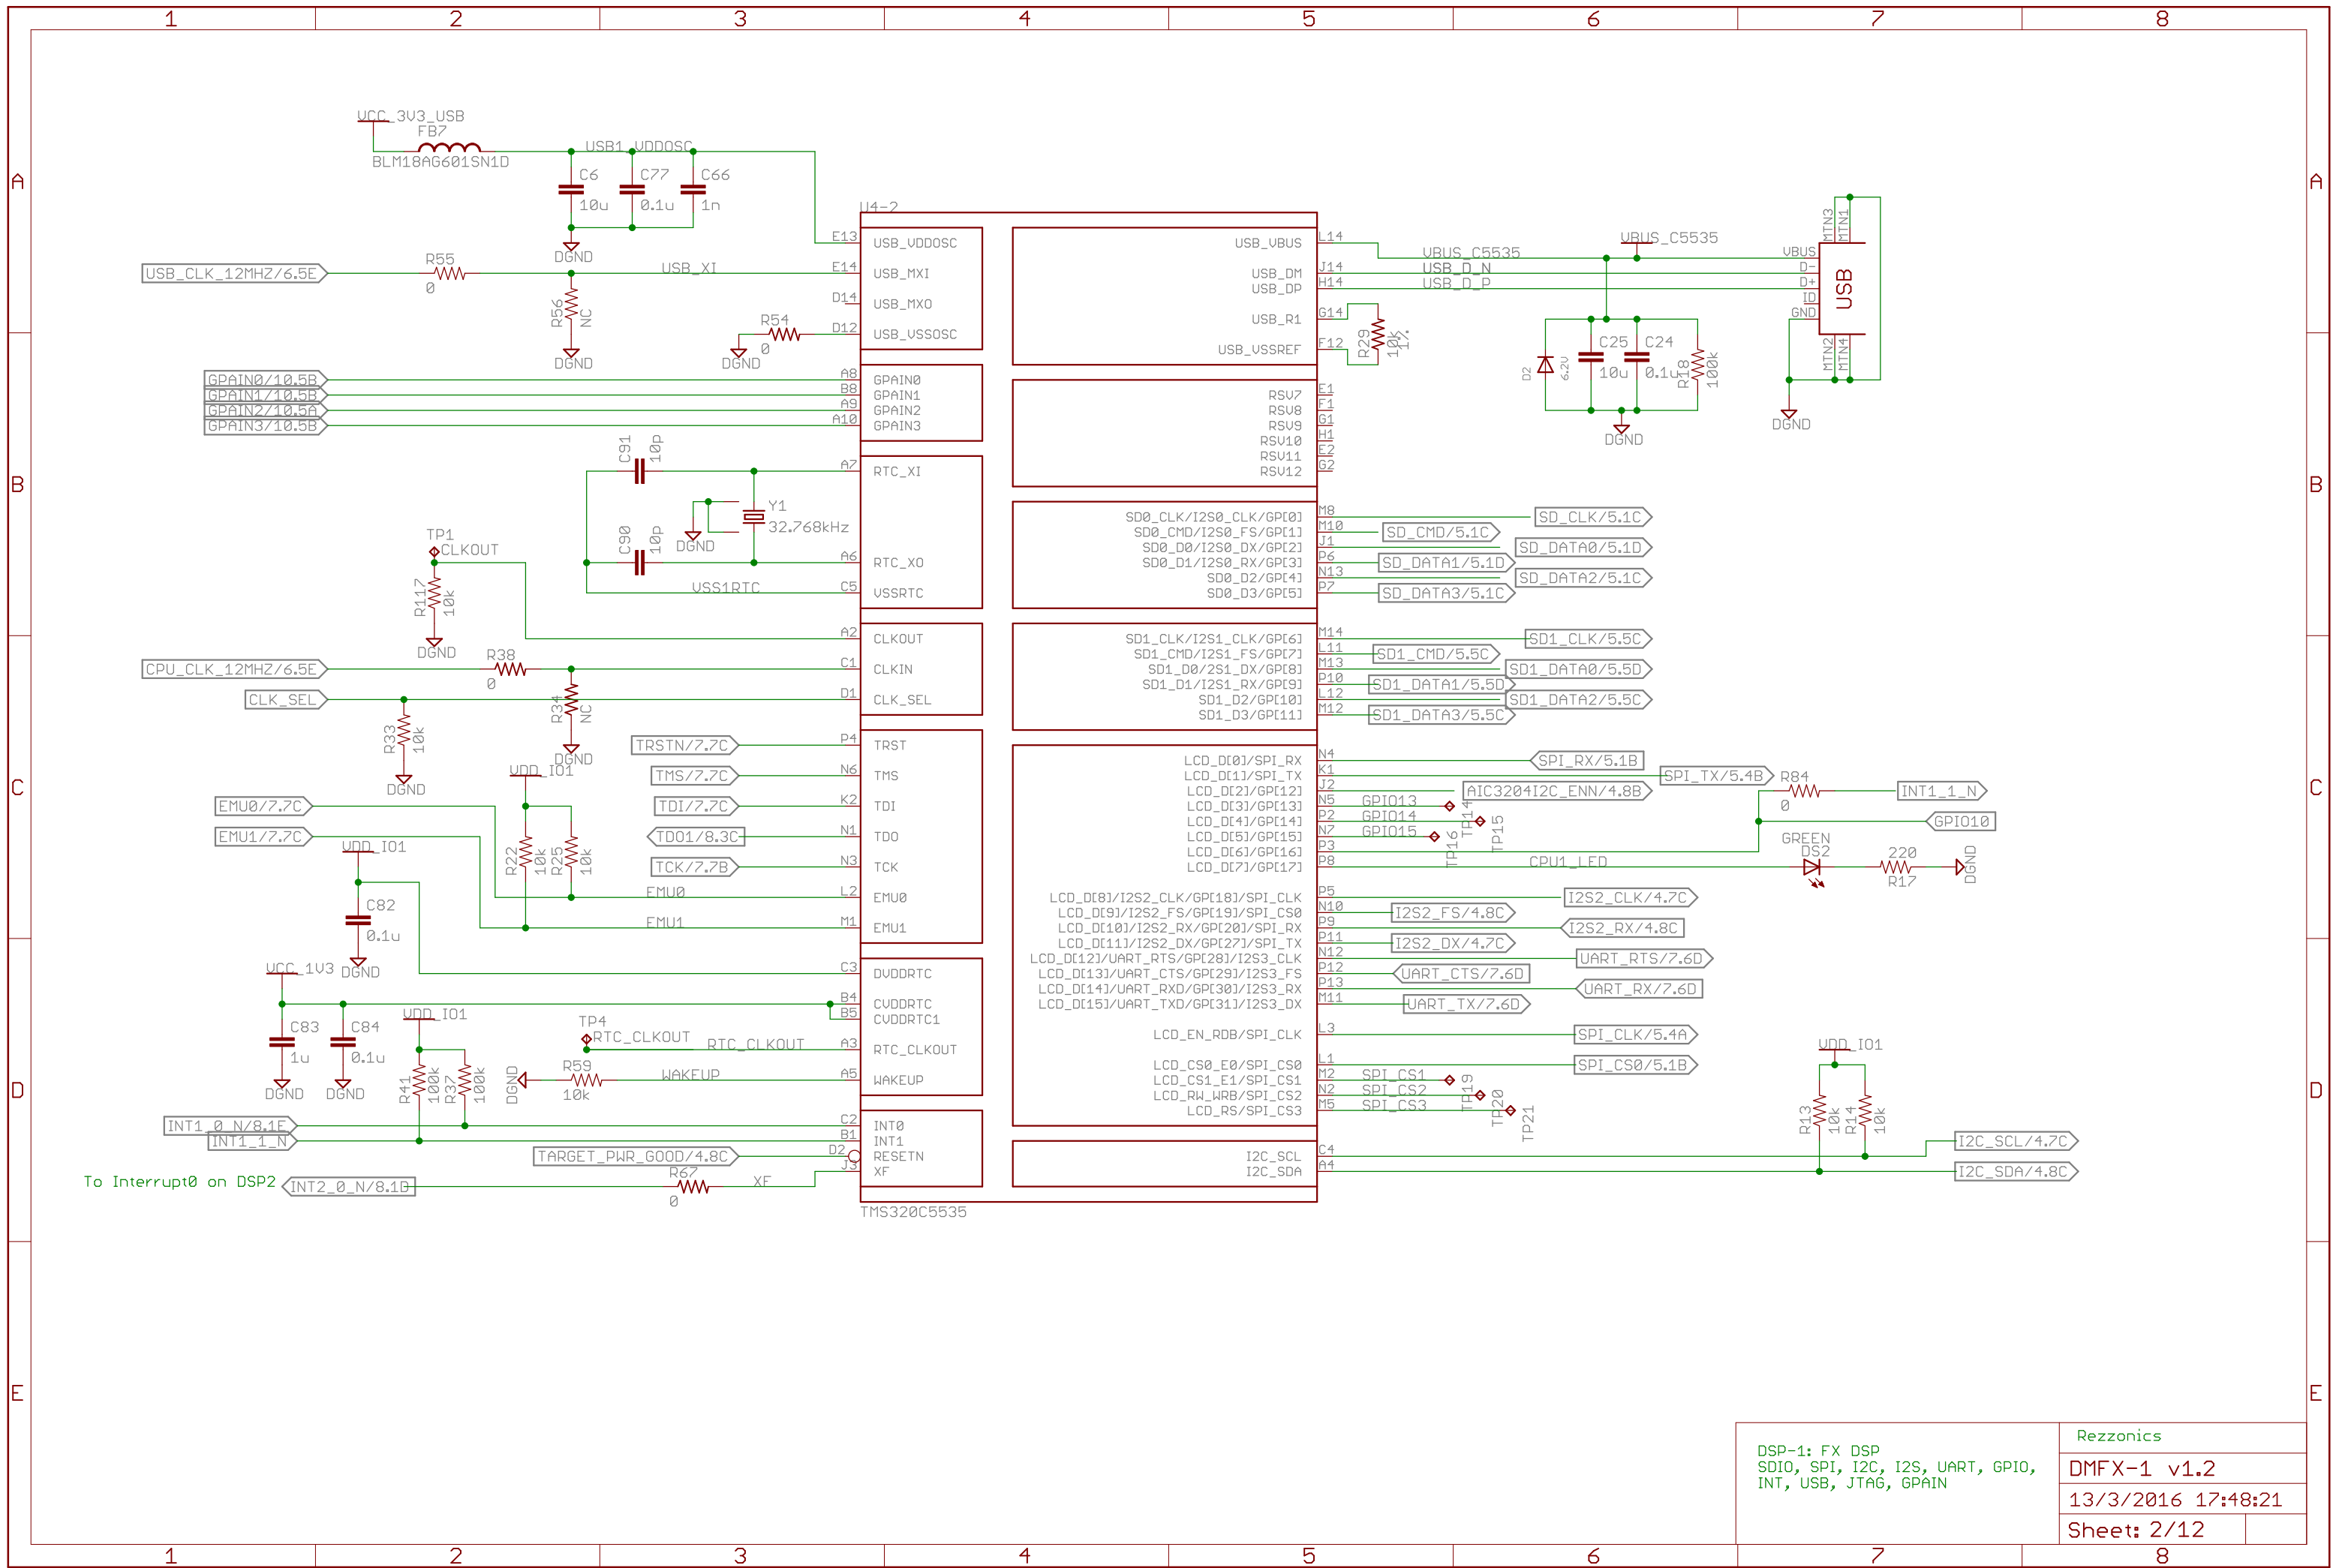 1 2 3 4 5 6 7 8
A A
B B
C C
D D
E E
VCC_3V3_USB
FB7
BLM18AG601SN1D
USB1_VDDOSC
C6
10u
C77
0.1u
C66
1n
DGND
USB_CLK_12MHZ/6.5E
R55
0
USB_XI
R56
NC
DGND
R54
0
DGND
GPAIN0/10.5B
GPAIN1/10.5B
GPAIN2/10.5A
GPAIN3/10.5B
C91
10p
Y1
32.768kHz
DGND
C90
10p
VSS1RTC
TP1
CLKOUT
R117
10k
DGND
CPU_CLK_12MHZ/6.5E
R38
0
CLK_SEL
R34
NC
DGND
R33
10k
DGND
TRSTN/7.7C
TMS/7.7C
TDI/7.7C
TDO1/8.3C
TCK/7.7B
VDD_IO1
EMU0/7.7C
EMU1/7.7C
R22
10k
R25
10k
EMU0
EMU1
VDD_IO1
C82
0.1u
DGND
VCC_1V3
C83
1u
DGND
C84
0.1u
DGND
VDD_IO1
R41
100k
R37
100k
TP4
RTC_CLKOUT
RTC_CLKOUT
DGND
R59
10k
WAKEUP
INT1_0_N/8.1E
INT1_1_N
TARGET_PWR_GOOD/4.8C
To Interrupt0 on DSP2
INT2_0_N/8.1D
R67
0
XF
U4-2
E13 USB_VDDOSC
E14 USB_MXI
D14 USB_MXO
D12 USB_VSSOSC
A8 GPAIN0
B8 GPAIN1
A9 GPAIN2
A10 GPAIN3
A7 RTC_XI
A6 RTC_XO
C5 VSSRTC
A2 CLKOUT
C1 CLKIN
D1 CLK_SEL
P4 TRST
N6 TMS
K2 TDI
N1 TDO
N3 TCK
L2 EMU0
M1 EMU1
C3 DVDDRTC
B4 CVDDRTC
B5 CVDDRTC1
A3 RTC_CLKOUT
A5 WAKEUP
C2 INT0
B1 INT1
D2 RESETN
J3 XF
TMS320C5535
USB_VBUS L14
USB_DM J14
USB_DP H14
USB_R1 G14
USB_VSSREF F12
RSV7 E1
RSV8 F1
RSV9 G1
RSV10 H1
RSV11 E2
RSV12 G2
SD0_CLK/I2S0_CLK/GP[0] M8 SD_CLK/5.1C
SD0_CMD/I2S0_FS/GP[1] M10 SD_CMD/5.1C
SD0_D0/I2S0_DX/GP[2] J1 SD_DATA0/5.1D
SD0_D1/I2S0_RX/GP[3] P6 SD_DATA1/5.1D
SD0_D2/GP[4] N13 SD_DATA2/5.1C
SD0_D3/GP[5] P7 SD_DATA3/5.1C
SD1_CLK/I2S1_CLK/GP[6] M14 SD1_CLK/5.5C
SD1_CMD/I2S1_FS/GP[7] L11 SD1_CMD/5.5C
SD1_D0/2S1_DX/GP[8] M13 SD1_DATA0/5.5D
SD1_D1/I2S1_RX/GP[9] P10 SD1_DATA1/5.5D
SD1_D2/GP[10] L12 SD1_DATA2/5.5C
SD1_D3/GP[11] M12 SD1_DATA3/5.5C
LCD_D[0]/SPI_RX N4 SPI_RX/5.1B
LCD_D[1]/SPI_TX K1 SPI_TX/5.4B
LCD_D[2]/GP[12] J2 AIC3204I2C_ENN/4.8B
LCD_D[3]/GP[13] N5 GPIO13 TP14
LCD_D[4]/GP[14] P2 GPIO14 TP15
LCD_D[5]/GP[15] N7 GPIO15 TP16
LCD_D[6]/GP[16] P3
LCD_D[7]/GP[17] P8 CPU1_LED
LCD_D[8]/I2S2_CLK/GP[18]/SPI_CLK P5 I2S2_CLK/4.7C
LCD_D[9]/I2S2_FS/GP[19]/SPI_CS0 N10 I2S2_FS/4.8C
LCD_D[10]/I2S2_RX/GP[20]/SPI_RX P9 I2S2_RX/4.8C
LCD_D[11]/I2S2_DX/GP[27]/SPI_TX P11 I2S2_DX/4.7C
LCD_D[12]/UART_RTS/GP[28]/I2S3_CLK N12 UART_RTS/7.6D
LCD_D[13]/UART_CTS/GP[29]/I2S3_FS P12 UART_CTS/7.6D
LCD_D[14]/UART_RXD/GP[30]/I2S3_RX P13 UART_RX/7.6D
LCD_D[15]/UART_TXD/GP[31]/I2S3_DX M11 UART_TX/7.6D
LCD_EN_RDB/SPI_CLK L3 SPI_CLK/5.4A
LCD_CS0_E0/SPI_CS0 L1 SPI_CS0/5.1B
LCD_CS1_E1/SPI_CS1 M2 SPI_CS1 TP19
LCD_RW_WRB/SPI_CS2 N2 SPI_CS2 TP20
LCD_RS/SPI_CS3 M5 SPI_CS3 TP21
I2C_SCL C4 I2C_SCL/4.7C
I2C_SDA A4 I2C_SDA/4.8C
VBUS_C5535
VBUS_C5535
USB_D_N
USB_D_P
R29
10k
1%
D2
6.2V
C25
10u
C24
0.1u
R18
100k
DGND
MTN3
MTN1
VBUS
D-
D+
ID
GND
USB
MTN2
MTN4
DGND
R84
0
INT1_1_N
GPIO10
GREEN
DS2
220
R17
DGND
VDD_IO1
R13
10k
R14
10k
DSP-1: FX DSP
SDIO, SPI, I2C, I2S, UART, GPIO,
INT, USB, JTAG, GPAIN
Rezzonics
DMFX-1 v1.2
13/3/2016 17:48:21
Sheet: 2/12
1 2 3 4 5 6 7 8